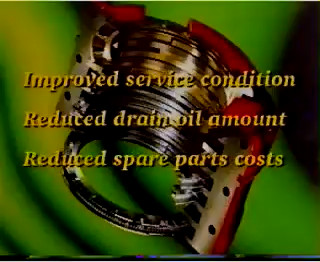 Improved service condition
Reduced drain oil amount
Reduced spare parts costs